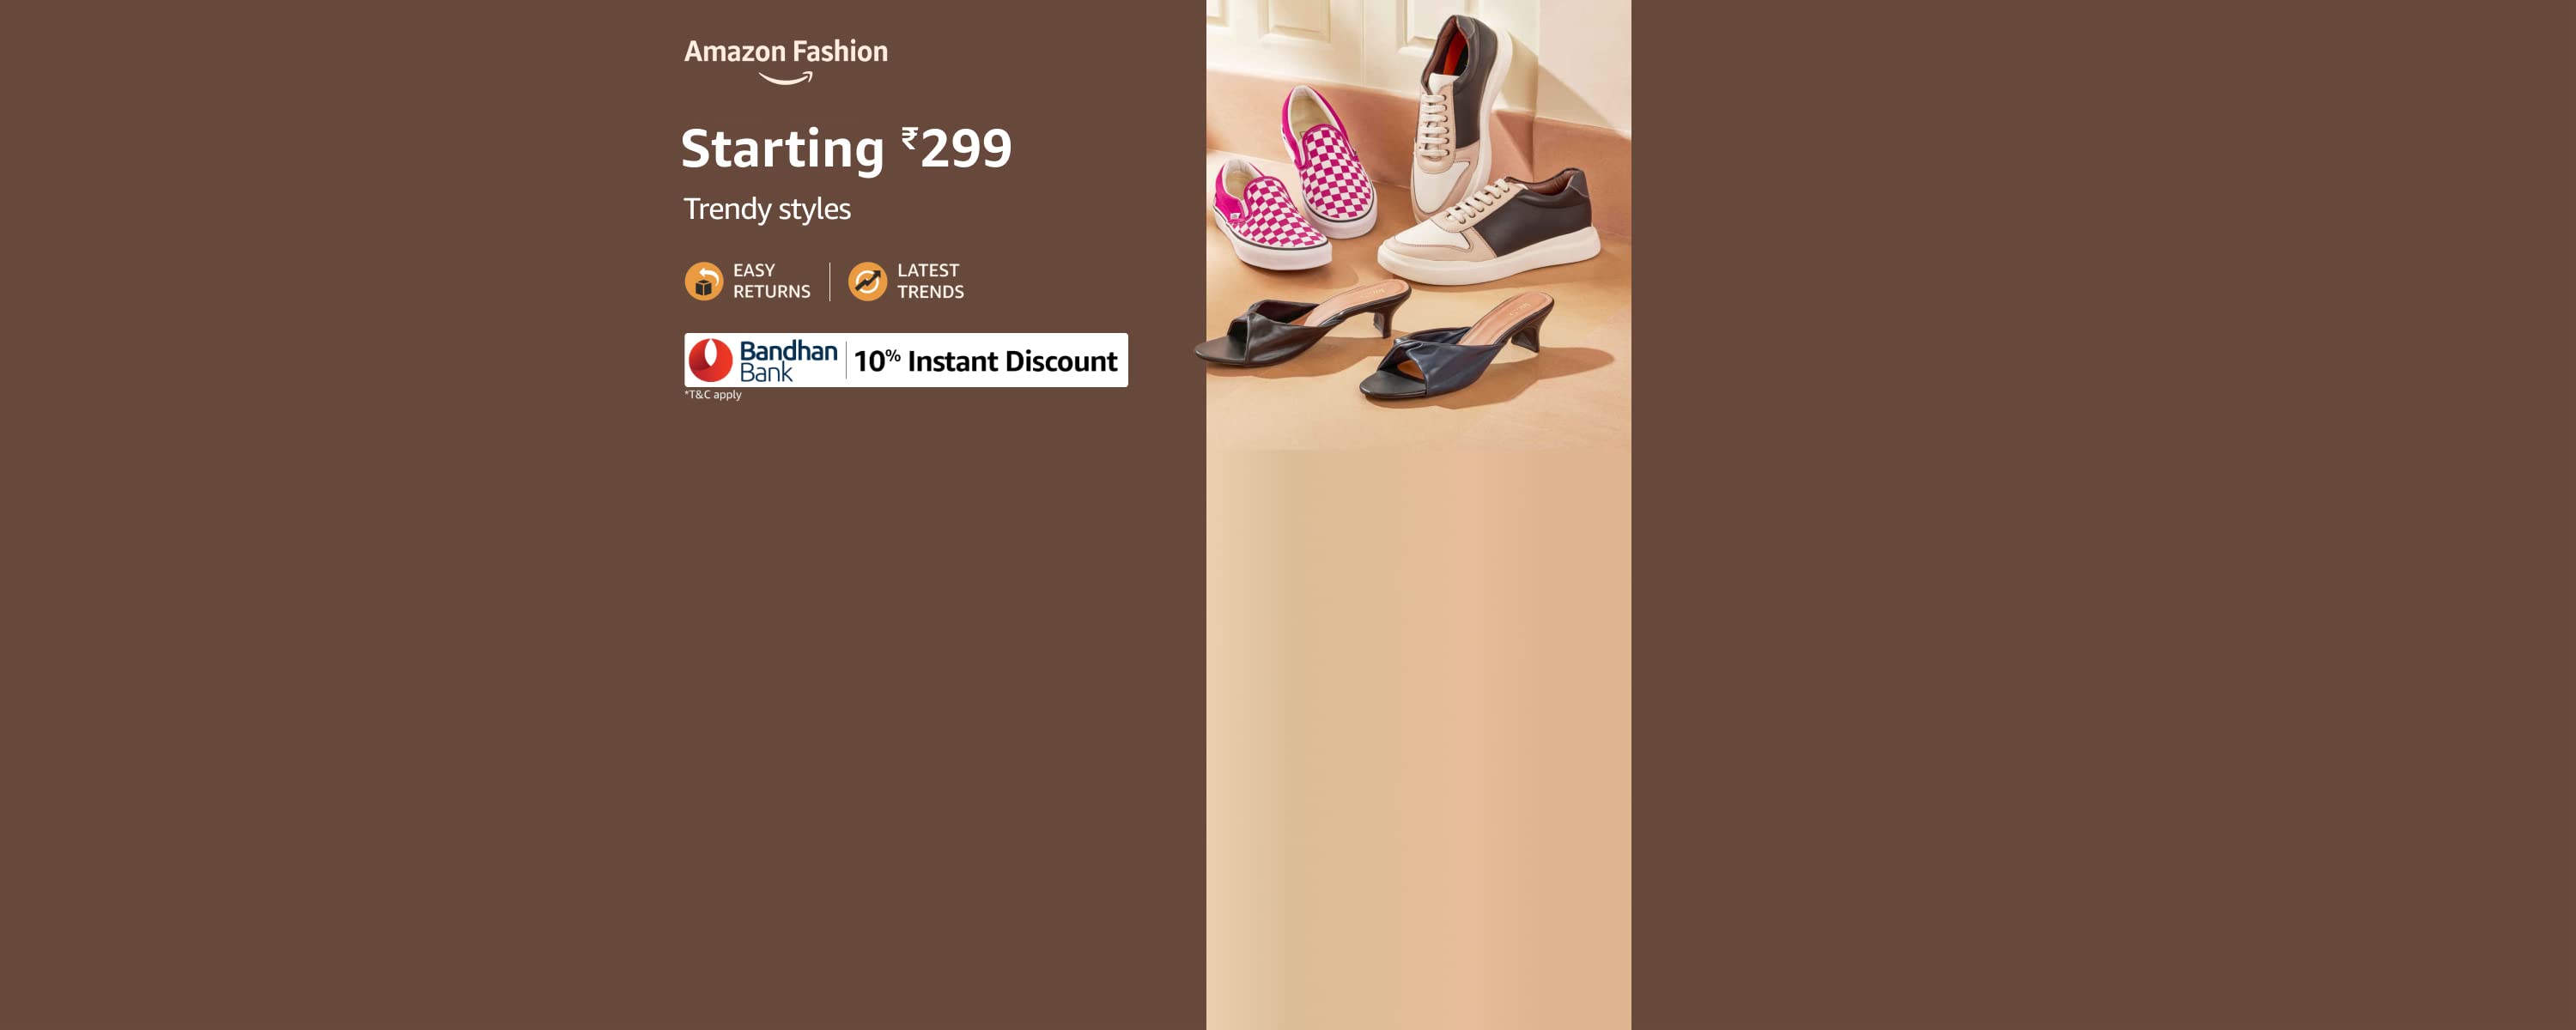 Amazon Fashion
Starting ₹299
Trendy styles
EASY
RETURNS
LATEST
TRENDS
Bandhan
Bank
10% Instant Discount
*T&C apply